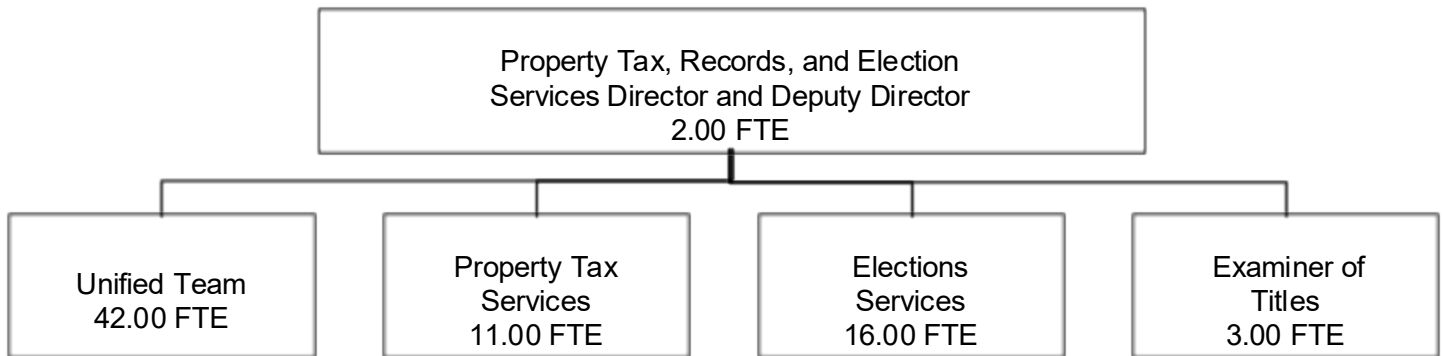 Property Tax, Records, and Election
Services Director and Deputy Director
2.00 FTE
Unified Team
42.00 FTE
Property Tax
Services
11.00 FTE
Elections
Services
16.00 FTE
Examiner of
Titles
3.00 FTE